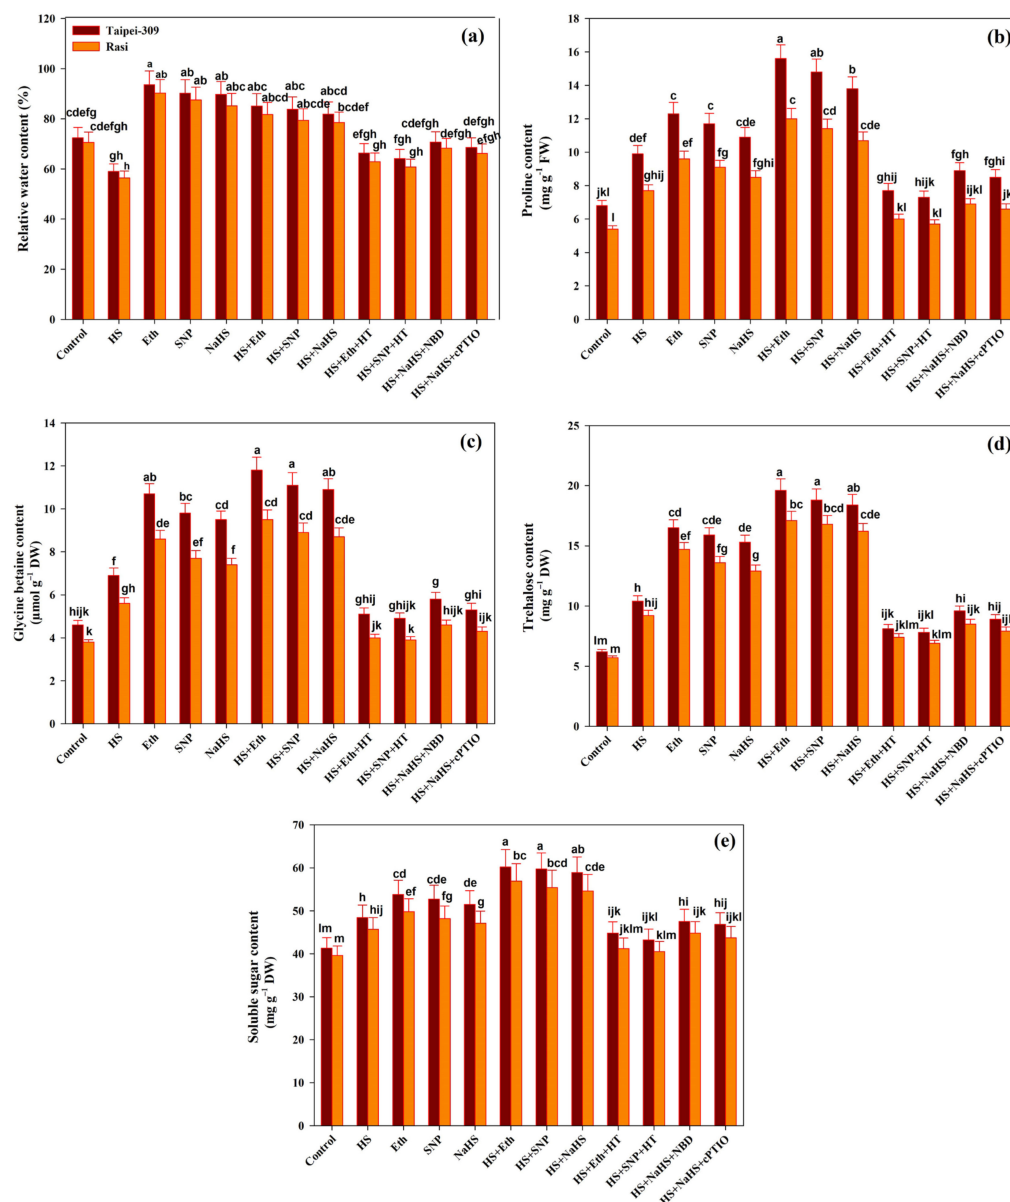 120
100
80
60
40
20
0
Relative water content (%)
Taipei-309
Rasi
(a)
cdefg
cdefgh
gh
h
a
ab
ab
ab
ab
abc
abc
abcd
abc
abcde
abcd
bcdef
efgh
gh
fgh
gh
cdefgh
defgh
defgh
efgh
Control
HS
Eth
SNP
NaHS
HS+Eth
HS+SNP
HS+NaHS
HS+Eth+HT
HS+SNP+HT
HS+NaHS+NBD
HS+NaHS+cPTIO
18
16
14
12
10
8
6
4
2
0
Proline content
(mg g⁻¹ FW)
(b)
jkl
l
def
ghij
c
ef
c
fg
cde
fghi
a
c
ab
cd
b
cde
ghij
kl
hijk
kl
fgh
ijkl
fghi
jk
Control
HS
Eth
SNP
NaHS
HS+Eth
HS+SNP
HS+NaHS
HS+Eth+HT
HS+SNP+HT
HS+NaHS+NBD
HS+NaHS+cPTIO
14
12
10
8
6
4
2
0
Glycine betaine content
(µmol g⁻¹ DW)
(c)
hijk
k
f
gh
ab
de
bc
ef
cd
f
a
cd
a
cd
ab
cde
ghij
jk
ghijk
k
g
hijk
ghi
ijk
Control
HS
Eth
SNP
NaHS
HS+Eth
HS+SNP
HS+NaHS
HS+Eth+HT
HS+SNP+HT
HS+NaHS+NBD
HS+NaHS+cPTIO
25
20
15
10
5
0
Trehalose content
(mg g⁻¹ DW)
(d)
lm
m
h
hij
cd
ef
cde
fg
de
g
a
bc
a
bcd
ab
cde
ijk
jklm
ijkl
klm
hi
ijk
hij
ijkl
Control
HS
Eth
SNP
NaHS
HS+Eth
HS+SNP
HS+NaHS
HS+Eth+HT
HS+SNP+HT
HS+NaHS+NBD
HS+NaHS+cPTIO
70
60
50
40
30
20
10
0
Soluble sugar content
(mg g⁻¹ DW)
(e)
lm
m
h
hij
cd
ef
cde
fg
de
g
a
bc
a
bcd
ab
cde
ijk
jklm
ijkl
klm
hi
ijk
hij
ijkl
Control
HS
Eth
SNP
NaHS
HS+Eth
HS+SNP
HS+NaHS
HS+Eth+HT
HS+SNP+HT
HS+NaHS+NBD
HS+NaHS+cPTIO